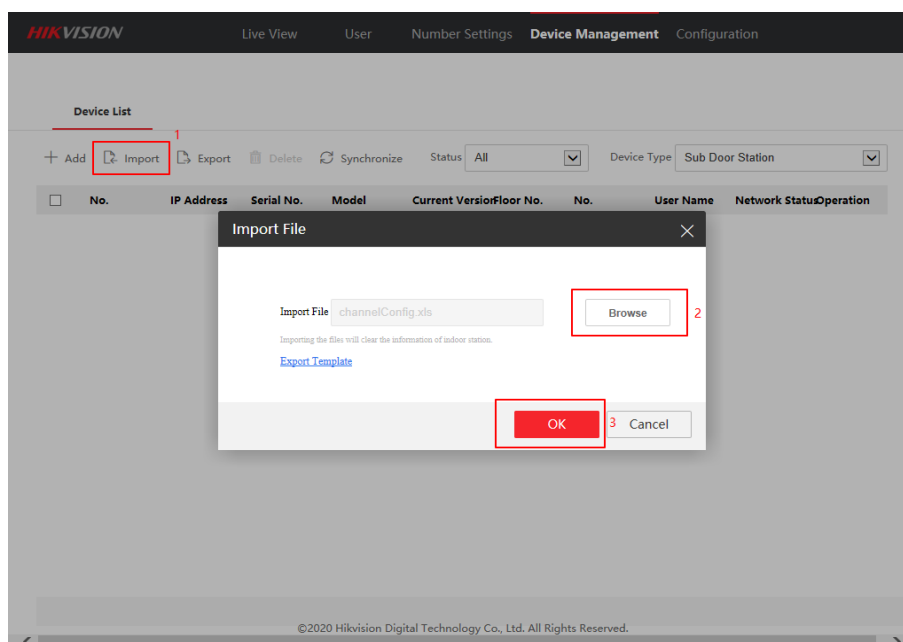 HIKVISION Live View User Number Settings Device Management Configuration
Device List
1
Add Import Export Delete Synchronize Status All Device Type Sub Door Station
No. IP Address Serial No. Model Current Version Floor No. No. User Name Network Status Operation
Import File
Import File channelConfig.xls Browse 2
Importing the files will clear the information of indoor station.
Export Template
OK 3 Cancel
©2020 Hikvision Digital Technology Co., Ltd. All Rights Reserved.